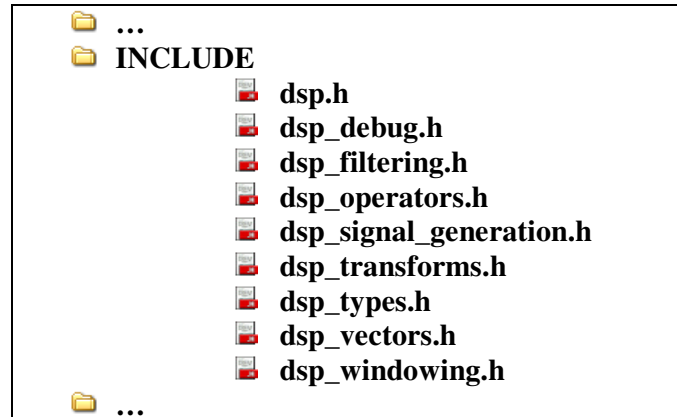 ...
INCLUDE
dsp.h
dsp_debug.h
dsp_filtering.h
dsp_operators.h
dsp_signal_generation.h
dsp_transforms.h
dsp_types.h
dsp_vectors.h
dsp_windowing.h
...